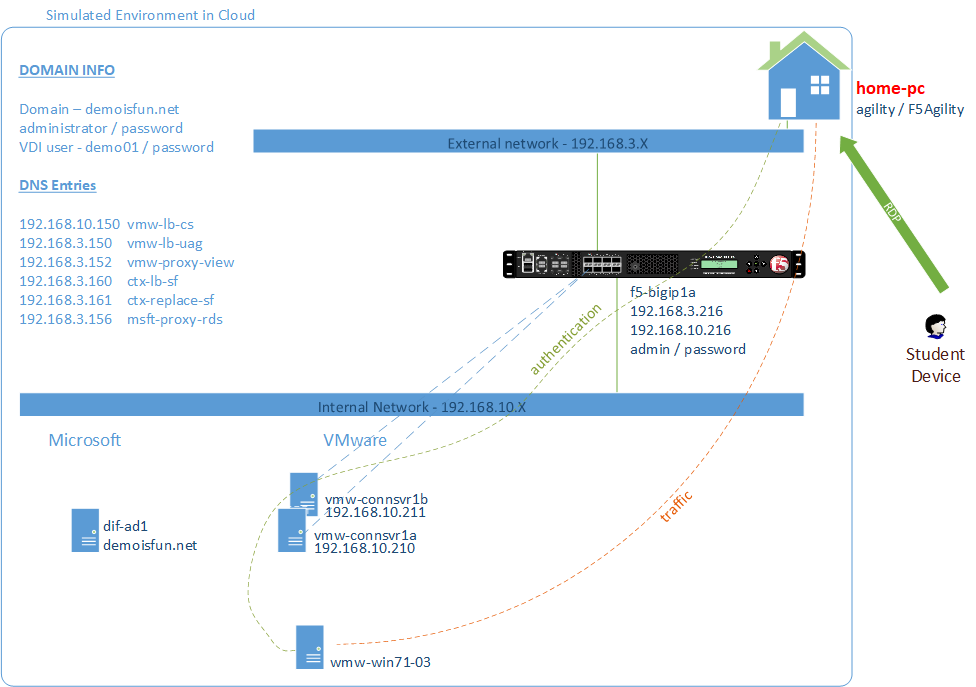 Simulated Environment in Cloud
DOMAIN INFO
Domain – demoisfun.net
administrator / password
VDI user - demo01 / password
DNS Entries
192.168.10.150 vmw-lb-cs
192.168.3.150 vmw-lb-uag
192.168.3.152 vmw-proxy-view
192.168.3.160 ctx-lb-sf
192.168.3.161 ctx-replace-sf
192.168.3.156 msft-proxy-rds
home-pc
agility / F5Agility
External network - 192.168.3.X
RDP
f5
f5-bigip1a
192.168.3.216
192.168.10.216
admin / password
authentication
Student
Device
Internal Network - 192.168.10.X
Microsoft
VMware
vmw-connsvr1b
192.168.10.211
vmw-connsvr1a
192.168.10.210
dif-ad1
demoisfun.net
traffic
wmw-win71-03